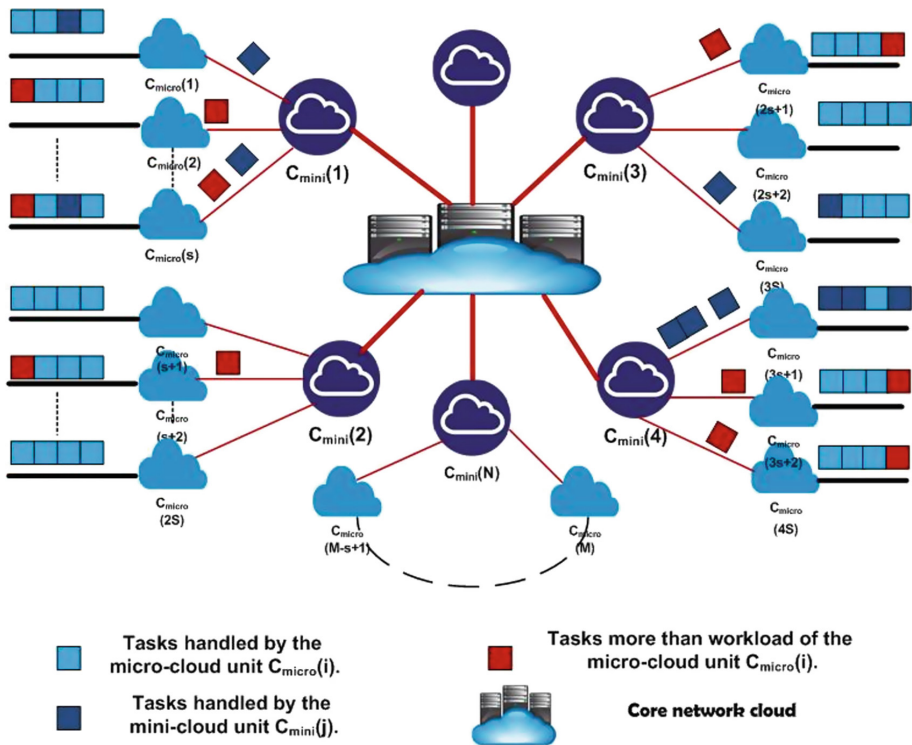 Cmicro(1)
Cmicro(2)
Cmicro(s)
Cmini(1)
Cmini(3)
Cmicro
(2s+1)
Cmicro
(2s+2)
Cmicro
(3S)
Cmicro
(s+1)
Cmicro
(s+2)
Cmicro
(2S)
Cmini(2)
Cmini(N)
Cmini(4)
Cmicro
(3s+1)
Cmicro
(3s+2)
Cmicro
(4S)
Cmicro
(M-s+1)
Cmicro
(M)
Tasks handled by the
micro-cloud unit Cmicro(i).
Tasks handled by the
mini-cloud unit Cmini(j).
Tasks more than workload of the
micro-cloud unit Cmicro(i).
Core network cloud